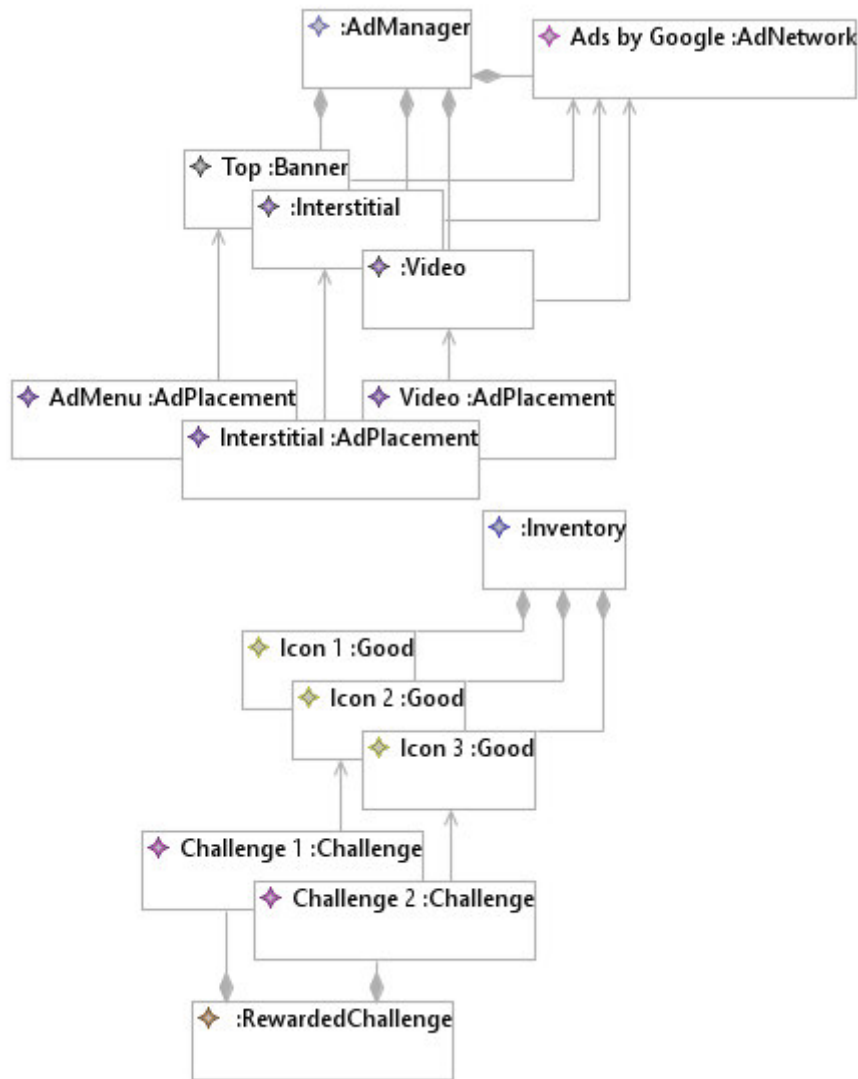 :AdManager
Ads by Google :AdNetwork
Top :Banner
:Interstitial
:Video
AdMenu :AdPlacement
Video :AdPlacement
Interstitial :AdPlacement
:Inventory
Icon 1 :Good
Icon 2 :Good
Icon 3 :Good
Challenge 1 :Challenge
Challenge 2 :Challenge
:RewardedChallenge